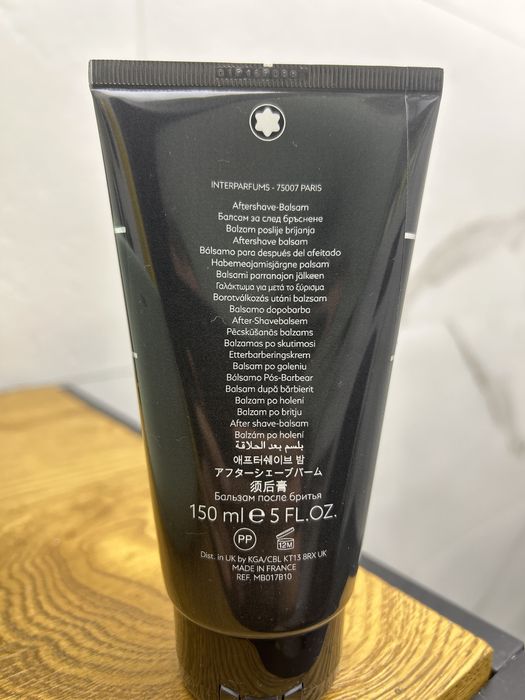 INTERPARFUMS - 75007 PARIS
Aftershave-Balsam
Балсам за след бръснене
Balzam poslije brijanja
Aftershave balsam
Bálsamo para después del afeitado
Habemeajamisjärgne palsam
Balsami parranajon jälkeen
Γαλάκτωμα για μετά το ξύρισμα
Borotválkozás utáni balzsam
Balsamo dopobarba
After-Shavebalsem
Pēcskūšanās balzams
Balzamas po skutimosi
Etterbarberingskrem
Balsam po goleniu
Bálsamo Pós-Barbear
Balsam după bărbierit
Balzam po holení
Balzam po britju
After shave-balsam
Balzám po holení
بلسم بعد الحلاقة
애프터쉐이브 밤
アフターシェーブバーム
须后膏
Бальзам после бритья
150 ml e 5 FL.OZ.
PP
12M
Dist. in UK by KGA/CBL KT13 8RX UK
MADE IN FRANCE
REF. MB017B10